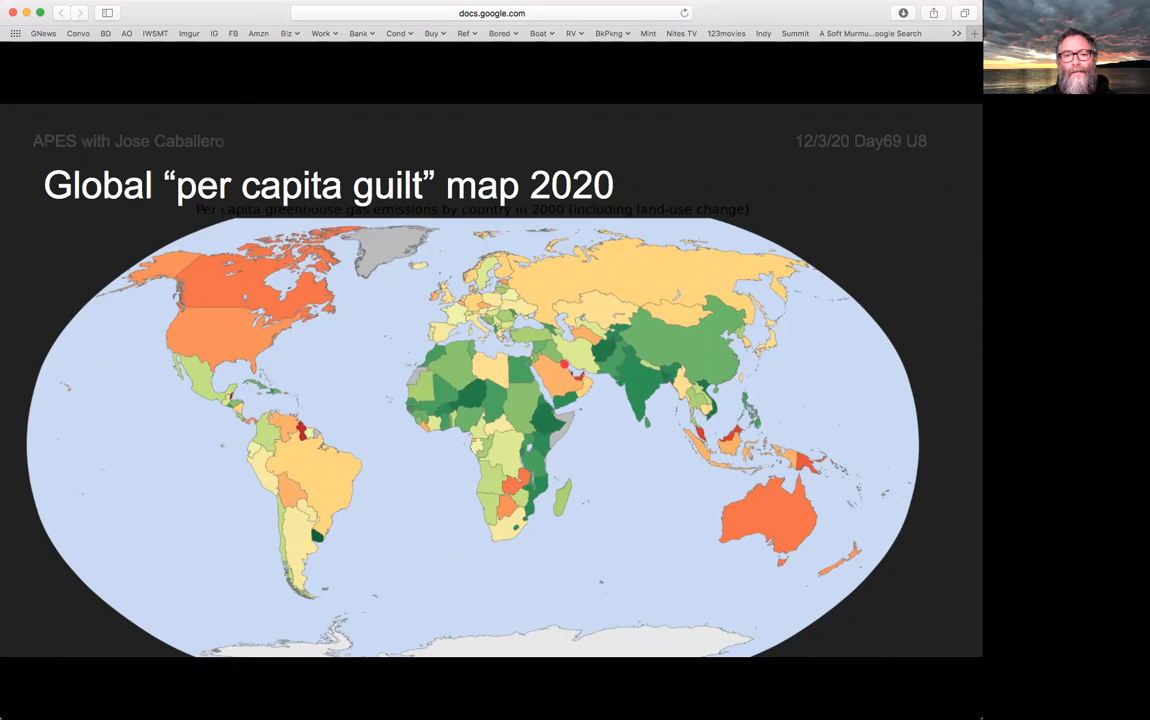 docs.google.com
GNews Convo BD AO IWSMT Imgur IG FB Amzn Biz Work Bank Cond Buy Ref Bored Boat RV BkPkng Mint Nites TV 123movies Indy Summit A Soft Murmu...oogle Search >> +
APES with Jose Caballero 12/3/20 Day69 U8
Global “per capita guilt” map 2020
Per capita greenhouse gas emissions by country in 2000 (including land-use change)